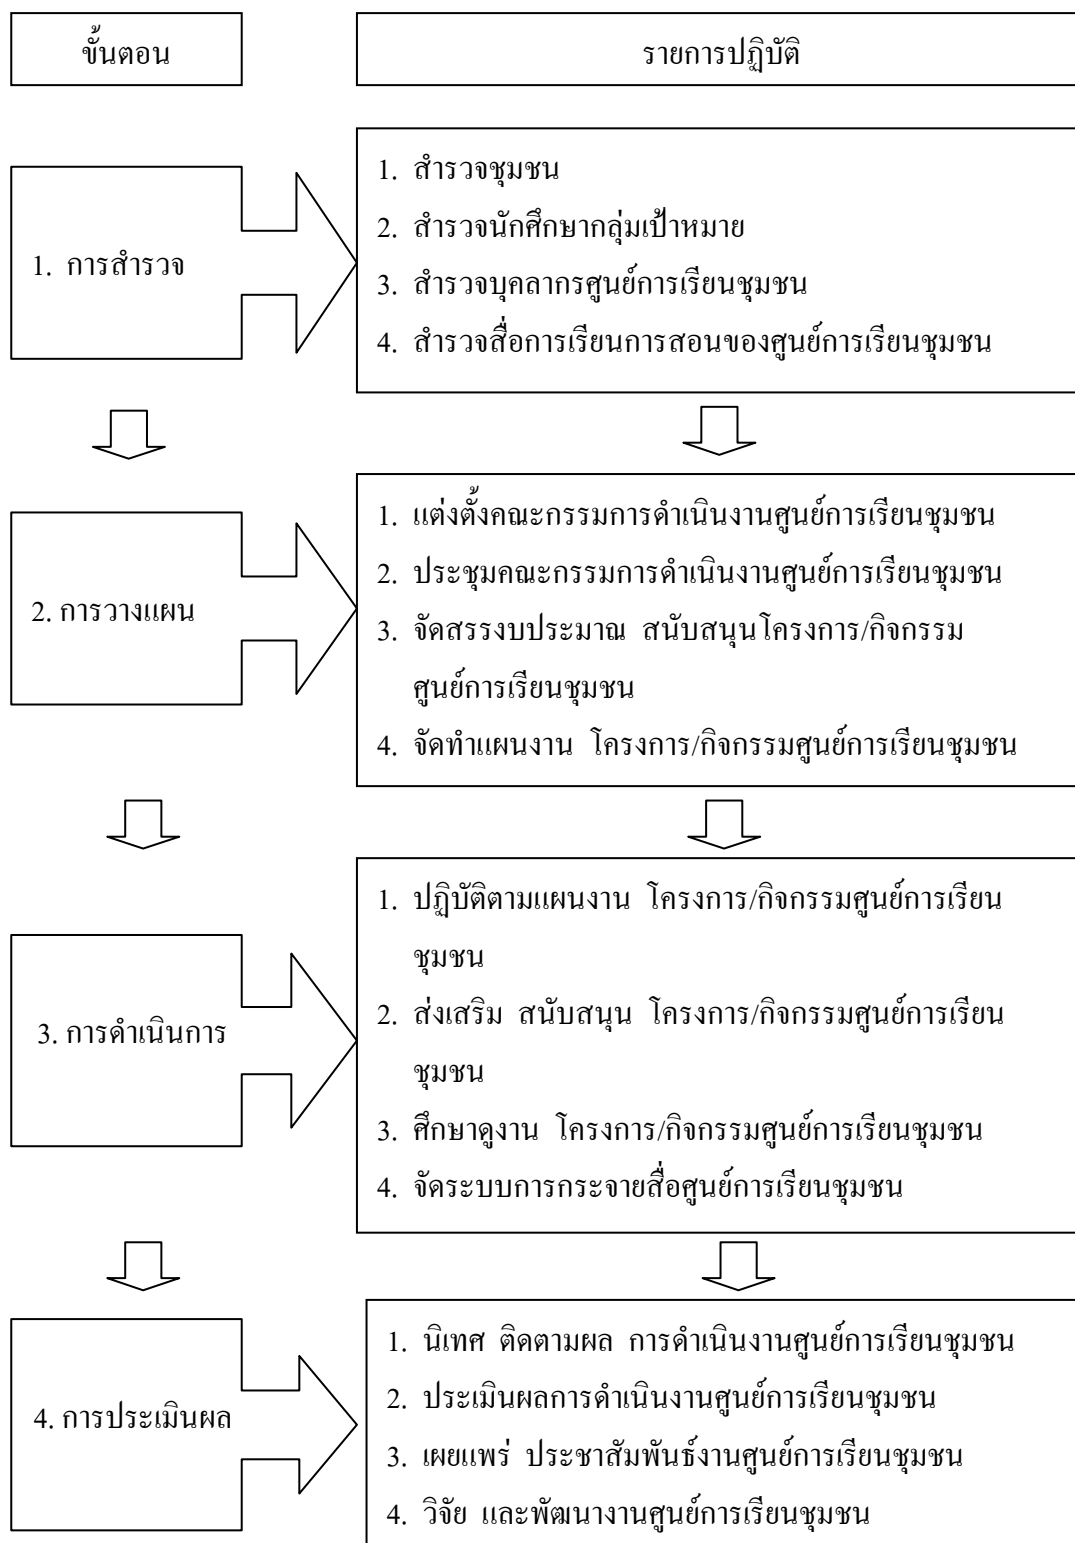 ขั้นตอน
รายการปฏิบัติ
1. การสำรวจ
1. สำรวจชุมชน
2. สำรวจนักศึกษากลุ่มเป้าหมาย
3. สำรวจบุคลากรศูนย์การเรียนชุมชน
4. สำรวจสื่อการเรียนการสอนของศูนย์การเรียนชุมชน
2. การวางแผน
1. แต่งตั้งคณะกรรมการดำเนินงานศูนย์การเรียนชุมชน
2. ประชุมคณะกรรมการดำเนินงานศูนย์การเรียนชุมชน
3. จัดสรรงบประมาณ สนับสนุนโครงการ/กิจกรรม
ศูนย์การเรียนชุมชน
4. จัดทำแผนงาน โครงการ/กิจกรรมศูนย์การเรียนชุมชน
3. การดำเนินการ
1. ปฏิบัติตามแผนงาน โครงการ/กิจกรรมศูนย์การเรียน
ชุมชน
2. ส่งเสริม สนับสนุน โครงการ/กิจกรรมศูนย์การเรียน
ชุมชน
3. ศึกษาดูงาน โครงการ/กิจกรรมศูนย์การเรียนชุมชน
4. จัดระบบการกระจายสื่อศูนย์การเรียนชุมชน
4. การประเมินผล
1. นิเทศ ติดตามผล การดำเนินงานศูนย์การเรียนชุมชน
2. ประเมินผลการดำเนินงานศูนย์การเรียนชุมชน
3. เผยแพร่ ประชาสัมพันธ์งานศูนย์การเรียนชุมชน
4. วิจัย และพัฒนางานศูนย์การเรียนชุมชน